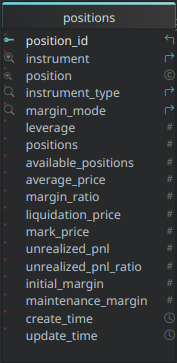 positions
position_id
instrument
position
instrument_type
margin_mode
leverage #
positions #
available_positions #
average_price #
margin_ratio #
liquidation_price #
mark_price #
unrealized_pnl #
unrealized_pnl_ratio #
initial_margin #
maintenance_margin #
create_time
update_time